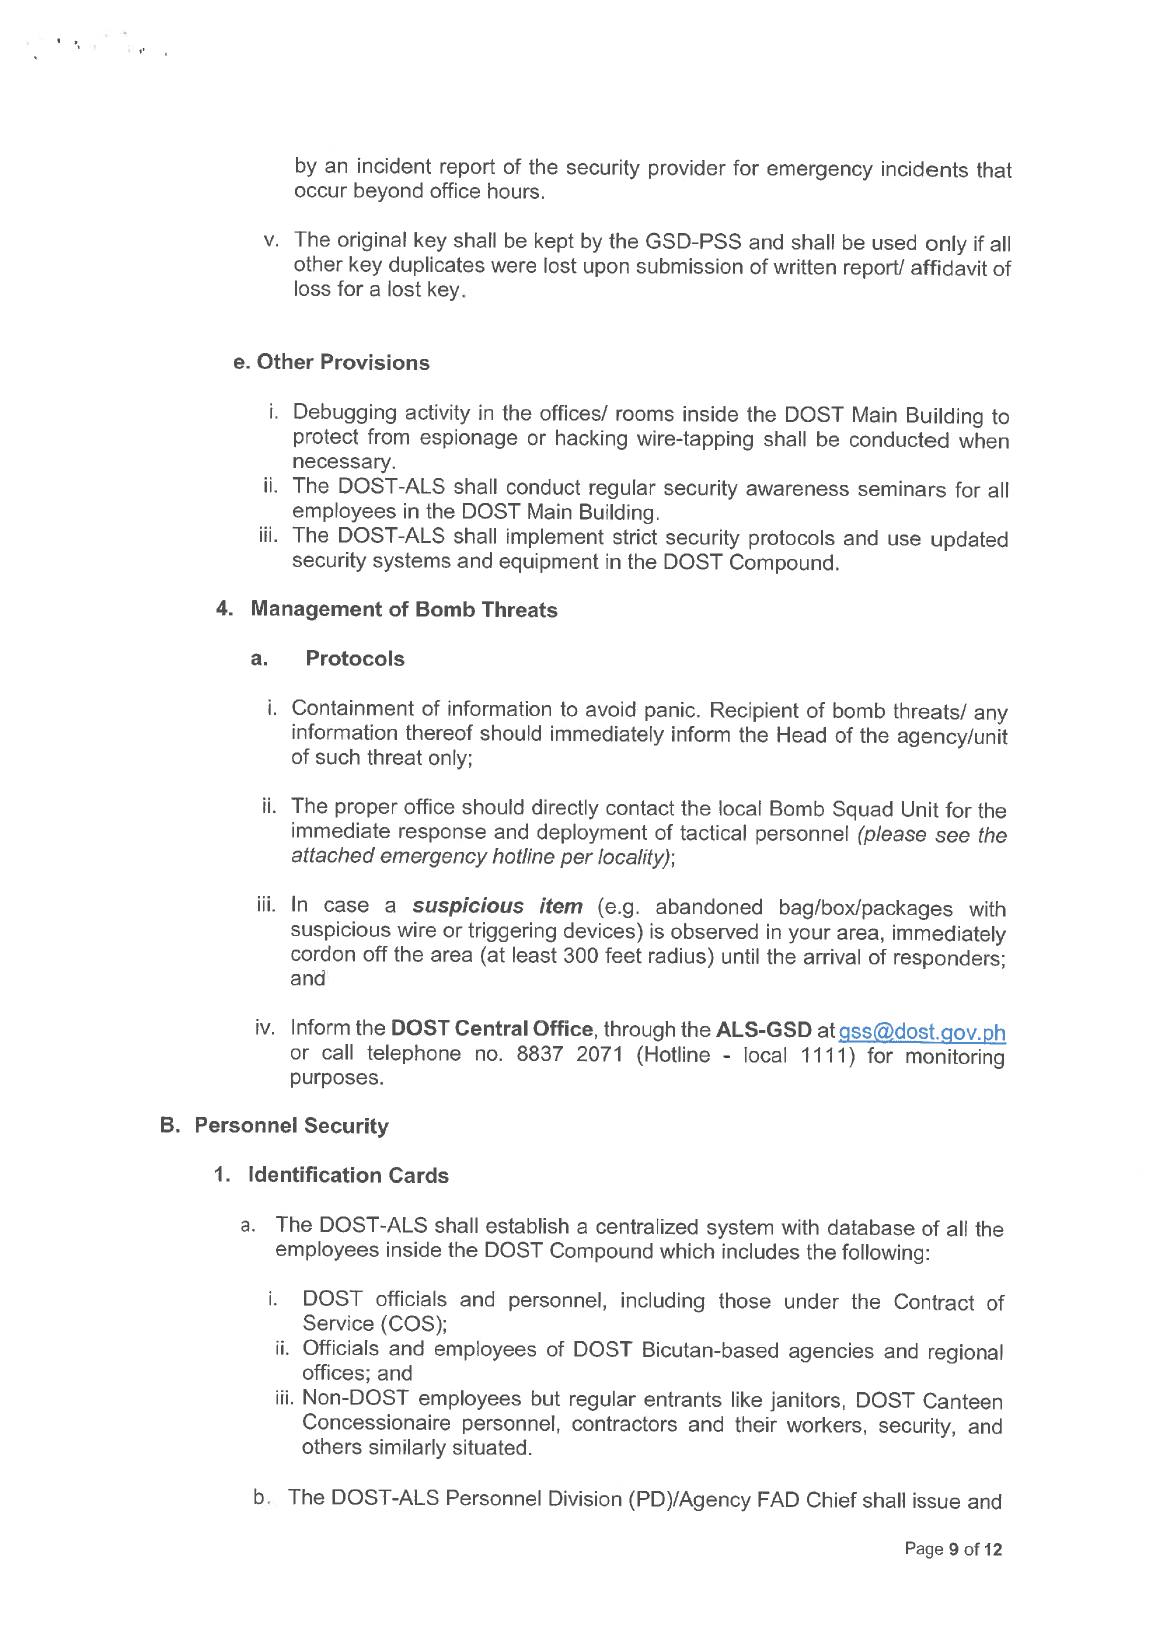 by an incident report of the security provider for emergency incidents that
occur beyond office hours.
v. The original key shall be kept by the GSD-PSS and shall be used only if all
other key duplicates were lost upon submission of written report/ affidavit of
loss for a lost key.
e. Other Provisions
i. Debugging activity in the offices/ rooms inside the DOST Main Building to
protect from espionage or hacking wire-tapping shall be conducted when
necessary.
ii. The DOST-ALS shall conduct regular security awareness seminars for all
employees in the DOST Main Building.
iii. The DOST-ALS shall implement strict security protocols and use updated
security systems and equipment in the DOST Compound.
4. Management of Bomb Threats
a. Protocols
i. Containment of information to avoid panic. Recipient of bomb threats/ any
information thereof should immediately inform the Head of the agency/unit
of such threat only;
ii. The proper office should directly contact the local Bomb Squad Unit for the
immediate response and deployment of tactical personnel (please see the
attached emergency hotline per locality);
iii. In case a suspicious item (e.g. abandoned bag/box/packages with
suspicious wire or triggering devices) is observed in your area, immediately
cordon off the area (at least 300 feet radius) until the arrival of responders;
and
iv. Inform the DOST Central Office, through the ALS-GSD at gss@dost.gov.ph
or call telephone no. 8837 2071 (Hotline - local 1111) for monitoring
purposes.
B. Personnel Security
1. Identification Cards
a. The DOST-ALS shall establish a centralized system with database of all the
employees inside the DOST Compound which includes the following:
i. DOST officials and personnel, including those under the Contract of
Service (COS);
ii. Officials and employees of DOST Bicutan-based agencies and regional
offices; and
iii. Non-DOST employees but regular entrants like janitors, DOST Canteen
Concessionaire personnel, contractors and their workers, security, and
others similarly situated.
b. The DOST-ALS Personnel Division (PD)/Agency FAD Chief shall issue and
Page 9 of 12